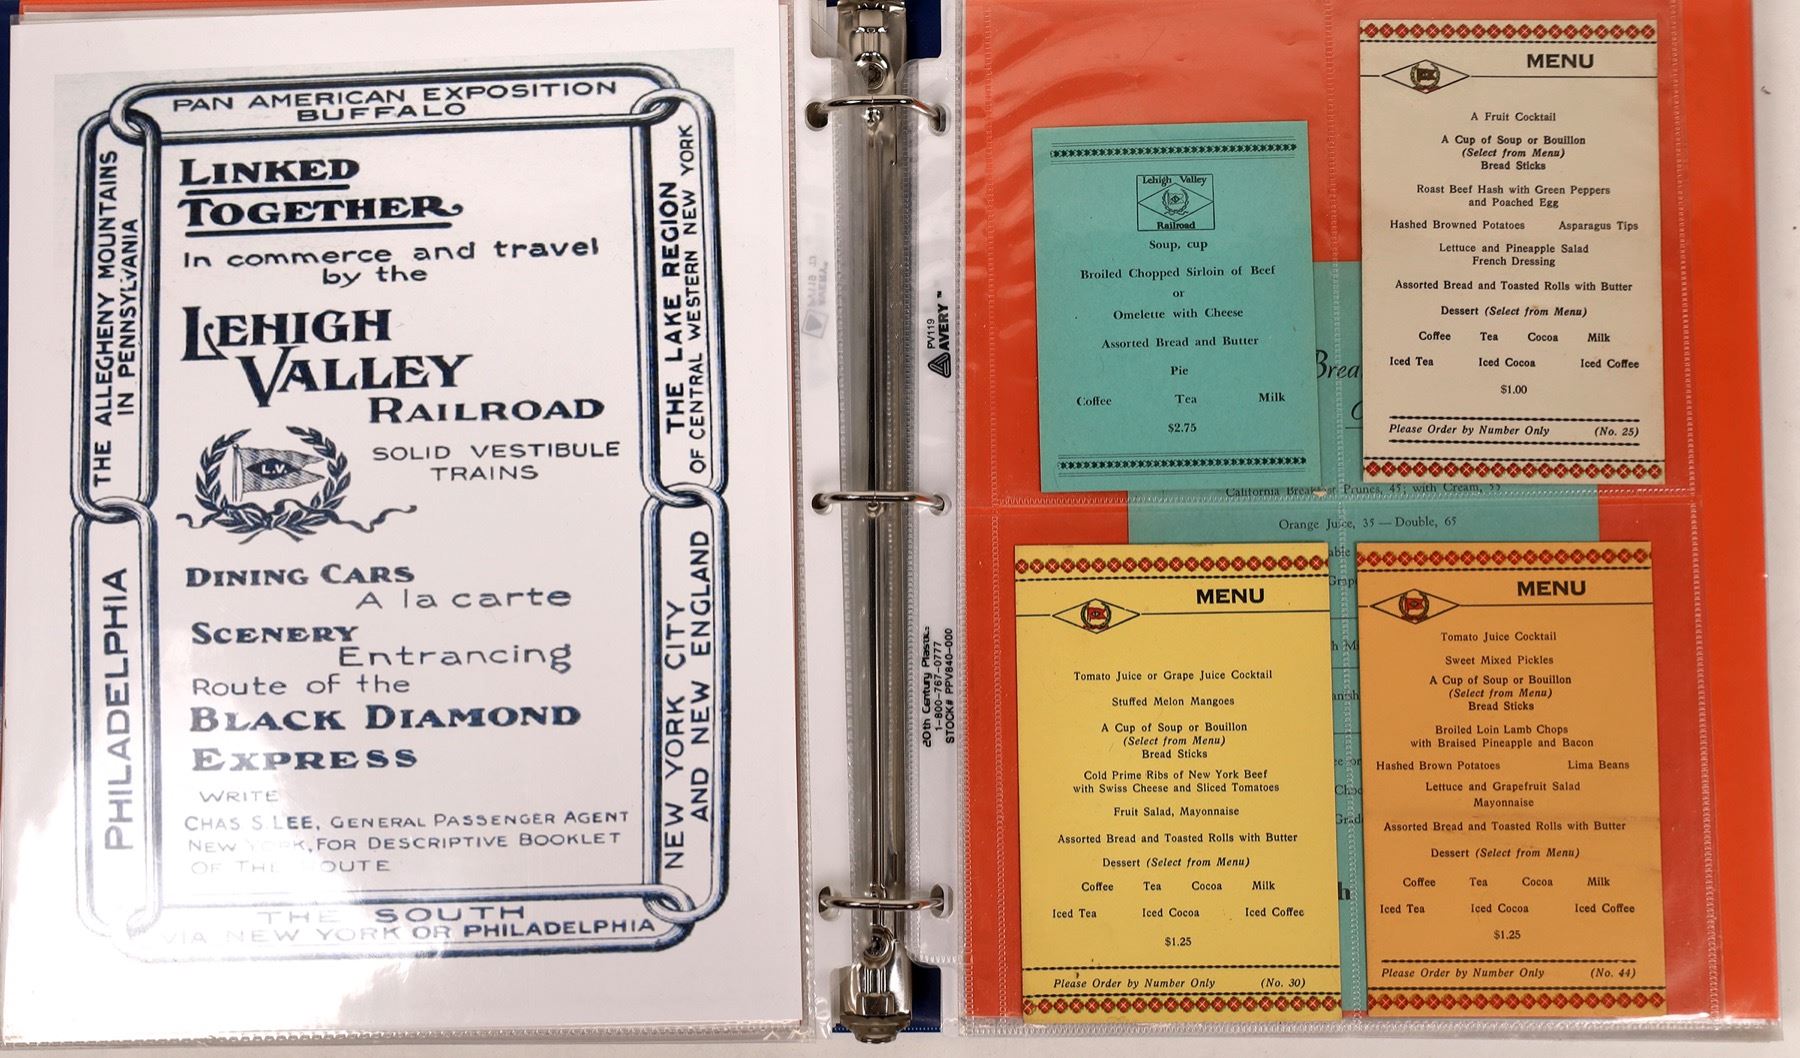 PAN AMERICAN EXPOSITION
BUFFALO
THE ALLEGHENY MOUNTAINS
IN PENNSYLVANIA
PHILADELPHIA
LINKED
TOGETHER
In commerce and travel
by the
LEHIGH
VALLEY
RAILROAD
L.V.
SOLID VESTIBULE
TRAINS
DINING CARS
A la carte
SCENERY
Entrancing
Route of the
BLACK DIAMOND
EXPRESS
WRITE
CHAS. S. LEE, GENERAL PASSENGER AGENT
NEW YORK, FOR DESCRIPTIVE BOOKLET
OF THE OUTE
THE LAKE REGION
OF CENTRAL WESTERN NEW YORK
NEW YORK CITY
AND NEW ENGLAND
THE SOUTH
VIA NEW YORK OR PHILADELPHIA
PV119
AVERY™
20th Century Plastic
1-800-767-0777
STOCK# PPV840-000
Lehigh Valley
Railroad
Soup, cup
Broiled Chopped Sirloin of Beef
or
Omelette with Cheese
Assorted Bread and Butter
Pie
Coffee Tea Milk
$2.75
MENU
A Fruit Cocktail
A Cup of Soup or Bouillon
(Select from Menu)
Bread Sticks
Roast Beef Hash with Green Peppers
and Poached Egg
Hashed Browned Potatoes Asparagus Tips
Lettuce and Pineapple Salad
French Dressing
Assorted Bread and Toasted Rolls with Butter
Dessert (Select from Menu)
Coffee Tea Cocoa Milk
Iced Tea Iced Cocoa Iced Coffee
$1.00
Please Order by Number Only (No. 25)
Brea
California Breakfast Prunes, 45; with Cream, 55
Orange Juice, 35 — Double, 65
MENU
Tomato Juice or Grape Juice Cocktail
Stuffed Melon Mangoes
A Cup of Soup or Bouillon
(Select from Menu)
Bread Sticks
Cold Prime Ribs of New York Beef
with Swiss Cheese and Sliced Tomatoes
Fruit Salad, Mayonnaise
Assorted Bread and Toasted Rolls with Butter
Dessert (Select from Menu)
Coffee Tea Cocoa Milk
Iced Tea Iced Cocoa Iced Coffee
$1.25
Please Order by Number Only (No. 30)
MENU
Tomato Juice Cocktail
Sweet Mixed Pickles
A Cup of Soup or Bouillon
(Select from Menu)
Bread Sticks
Broiled Loin Lamb Chops
with Braised Pineapple and Bacon
Hashed Brown Potatoes Lima Beans
Lettuce and Grapefruit Salad
Mayonnaise
Assorted Bread and Toasted Rolls with Butter
Dessert (Select from Menu)
Coffee Tea Cocoa Milk
Iced Tea Iced Cocoa Iced Coffee
$1.25
Please Order by Number Only (No. 44)